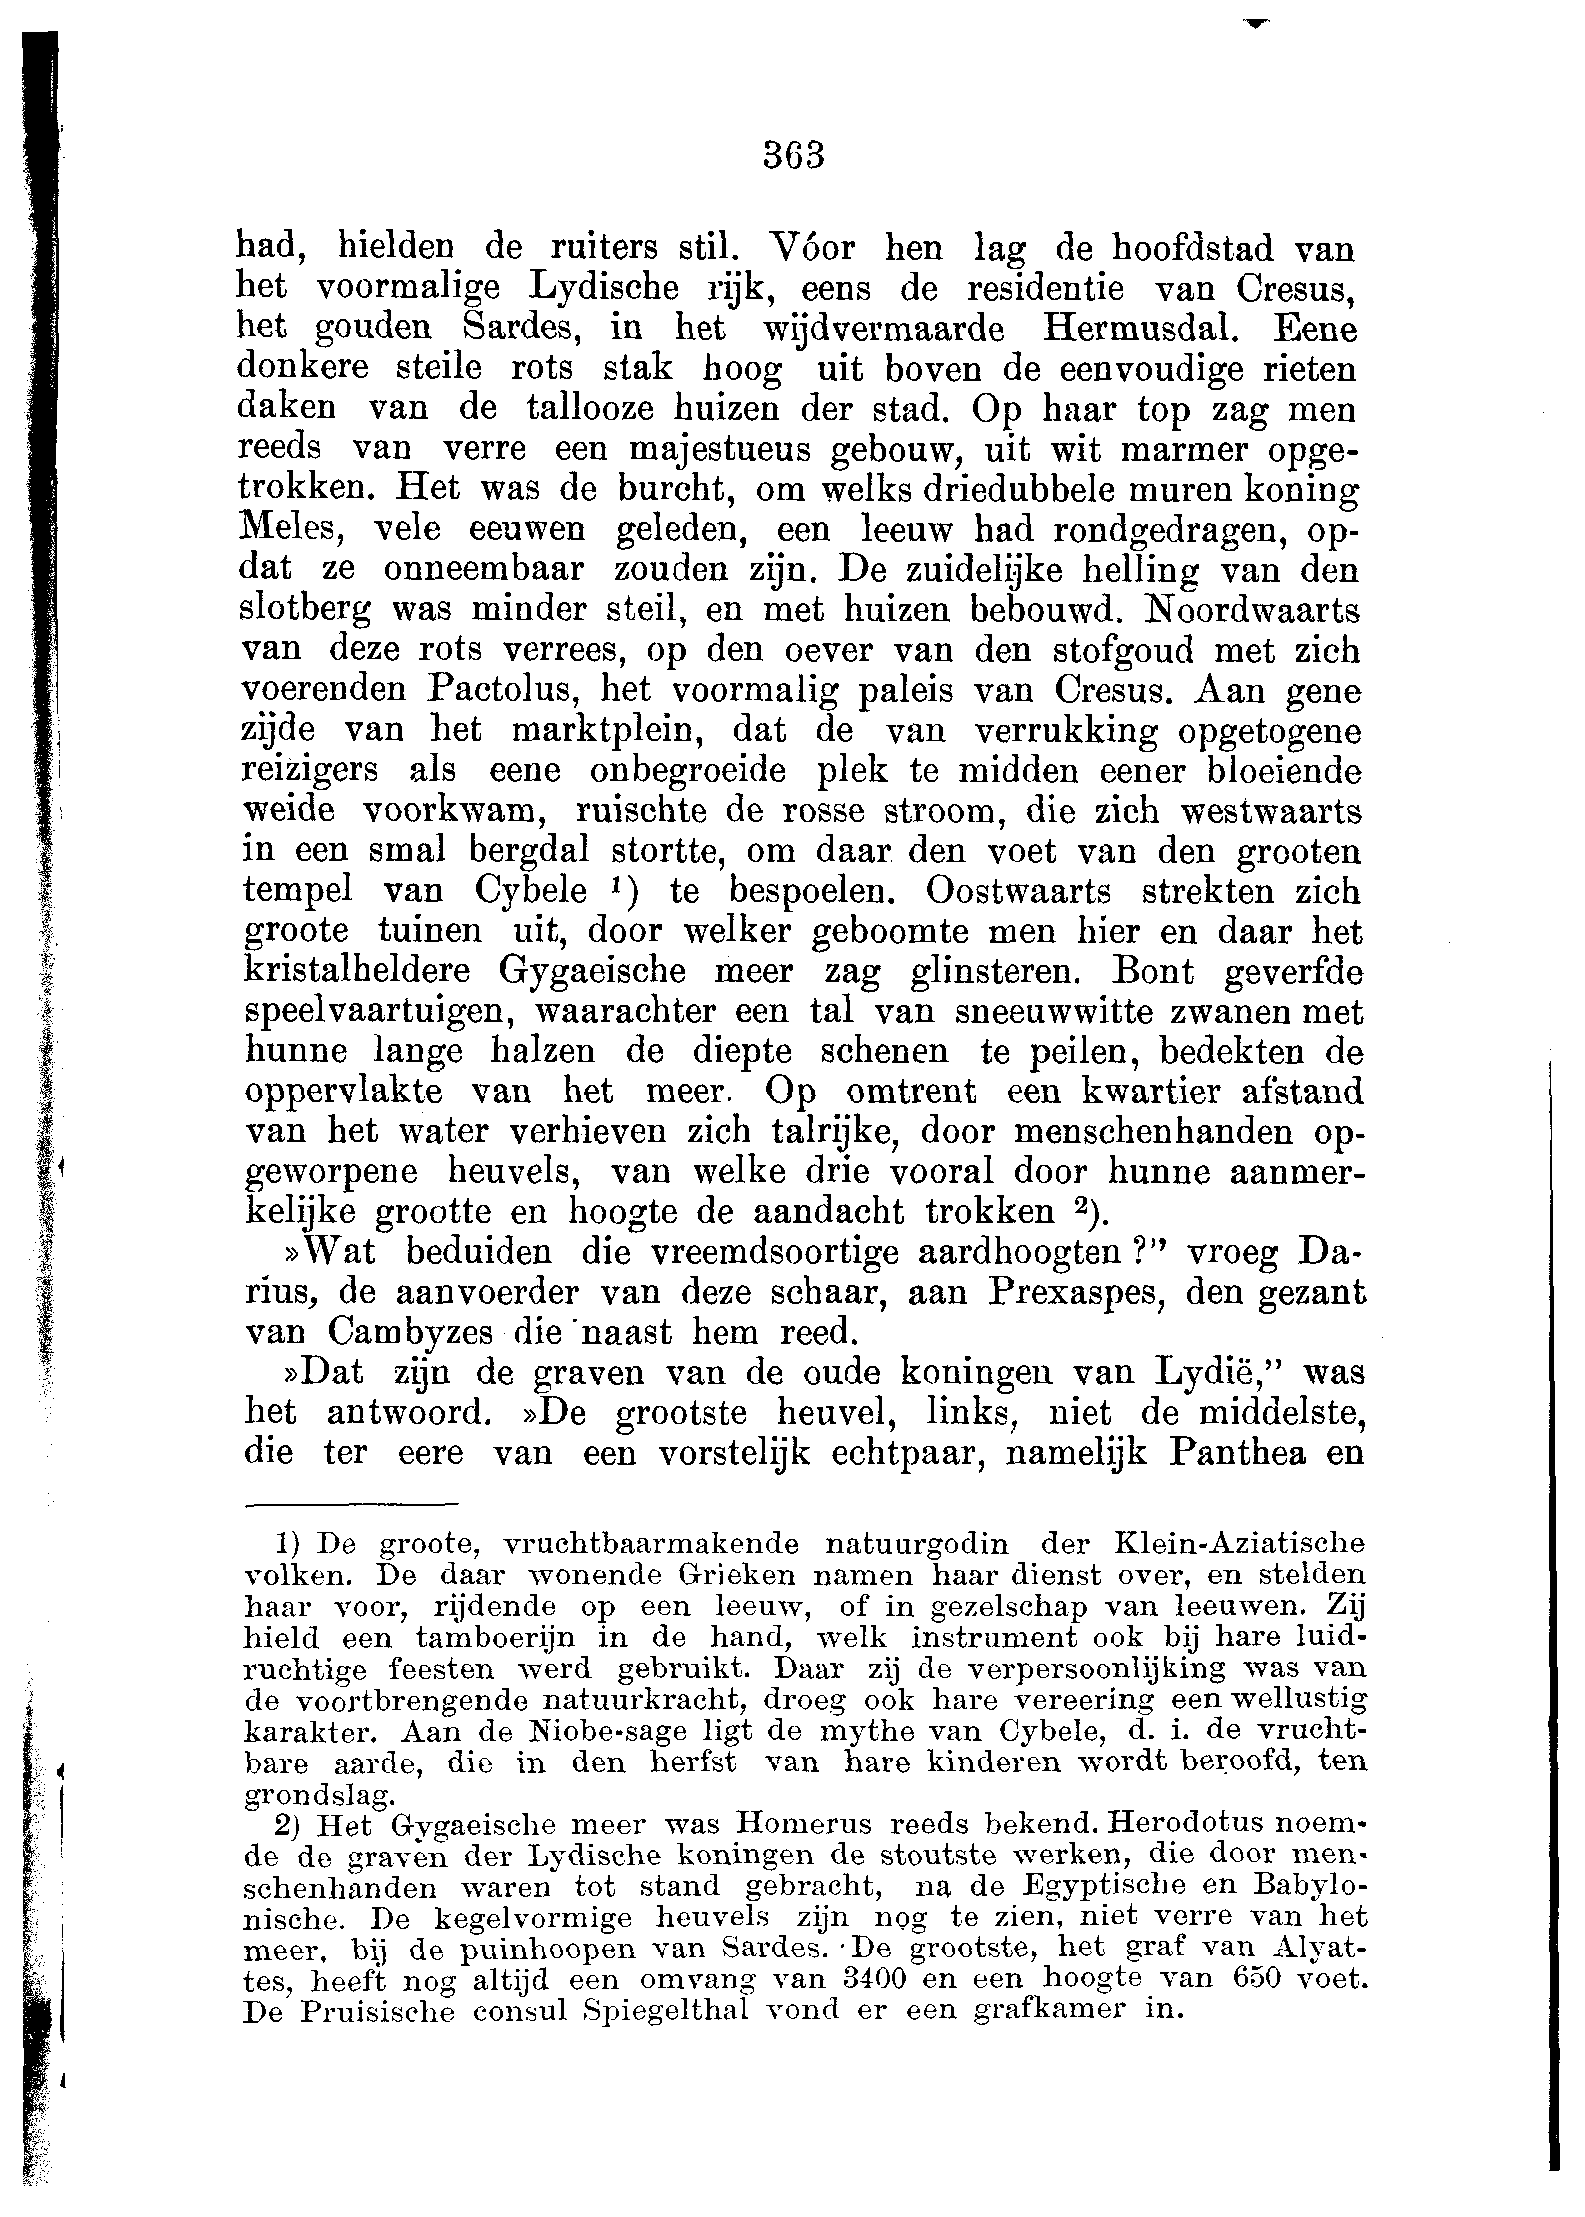 363
had, hielden de ruiters stil. Vóor hen lag de hoofdstad van
het voormalige Lydische rijk, eens de residentie van Cresus,
het gouden Sardes, in het wijdvermaarde Hermusdal. Eene
donkere steile rots stak hoog uit boven de eenvoudige rieten
daken van de tallooze huizen der stad. Op haar top zag men
reeds van verre een majestueus gebouw, uit wit marmer opge-
trokken. Het was de burcht, om welks driedubbele muren koning
Meles, vele eeuwen geleden, een leeuw had rondgedragen, op-
dat ze onneembaar zouden zijn. De zuidelijke helling van den
slotberg was minder steil, en met huizen bebouwd. Noordwaarts
van deze rots verrees, op den oever van den stofgoud met zich
voerenden Pactolus, het voormalig paleis van Cresus. Aan gene
zijde van het marktplein, dat de van verrukking opgetogene
reizigers als eene onbegroeide plek te midden eener bloeiende
weide voorkwam, ruischte de rosse stroom, die zich westwaarts
in een smal bergdal stortte, om daar den voet van den grooten
tempel van Cybele ¹) te bespoelen. Oostwaarts strekten zich
groote tuinen uit, door welker geboomte men hier en daar het
kristalheldere Gygaeische meer zag glinsteren. Bont geverfde
speelvaartuigen, waarachter een tal van sneeuwwitte zwanen met
hunne lange halzen de diepte schenen te peilen, bedekten de
oppervlakte van het meer. Op omtrent een kwartier afstand
van het water verhieven zich talrijke, door menschenhanden op-
geworpene heuvels, van welke drie vooral door hunne aanmer-
kelijke grootte en hoogte de aandacht trokken ²).
»Wat beduiden die vreemdsoortige aardhoogten?” vroeg Da-
rius, de aanvoerder van deze schaar, aan Prexaspes, den gezant
van Cambyzes die naast hem reed.
»Dat zijn de graven van de oude koningen van Lydië,” was
het antwoord. »De grootste heuvel, links, niet de middelste,
die ter eere van een vorstelijk echtpaar, namelijk Panthea en
1) De groote, vruchtbaarmakende natuurgodin der Klein-Aziatische
volken. De daar wonende Grieken namen haar dienst over, en stelden
haar voor, rijdende op een leeuw, of in gezelschap van leeuwen. Zij
hield een tamboerijn in de hand, welk instrument ook bij hare luid-
ruchtige feesten werd gebruikt. Daar zij de verpersoonlijking was van
de voortbrengende natuurkracht, droeg ook hare vereering een wellustig
karakter. Aan de Niobe-sage ligt de mythe van Cybele, d. i. de vrucht-
bare aarde, die in den herfst van hare kinderen wordt beroofd, ten
grondslag.
2) Het Gygaeische meer was Homerus reeds bekend. Herodotus noem-
de de graven der Lydische koningen de stoutste werken, die door men-
schenhanden waren tot stand gebracht, na de Egyptische en Babylo-
nische. De kegelvormige heuvels zijn nog te zien, niet verre van het
meer, bij de puinhoopen van Sardes. De grootste, het graf van Alyat-
tes, heeft nog altijd een omvang van 3400 en een hoogte van 650 voet.
De Pruisische consul Spiegelthal vond er een grafkamer in.